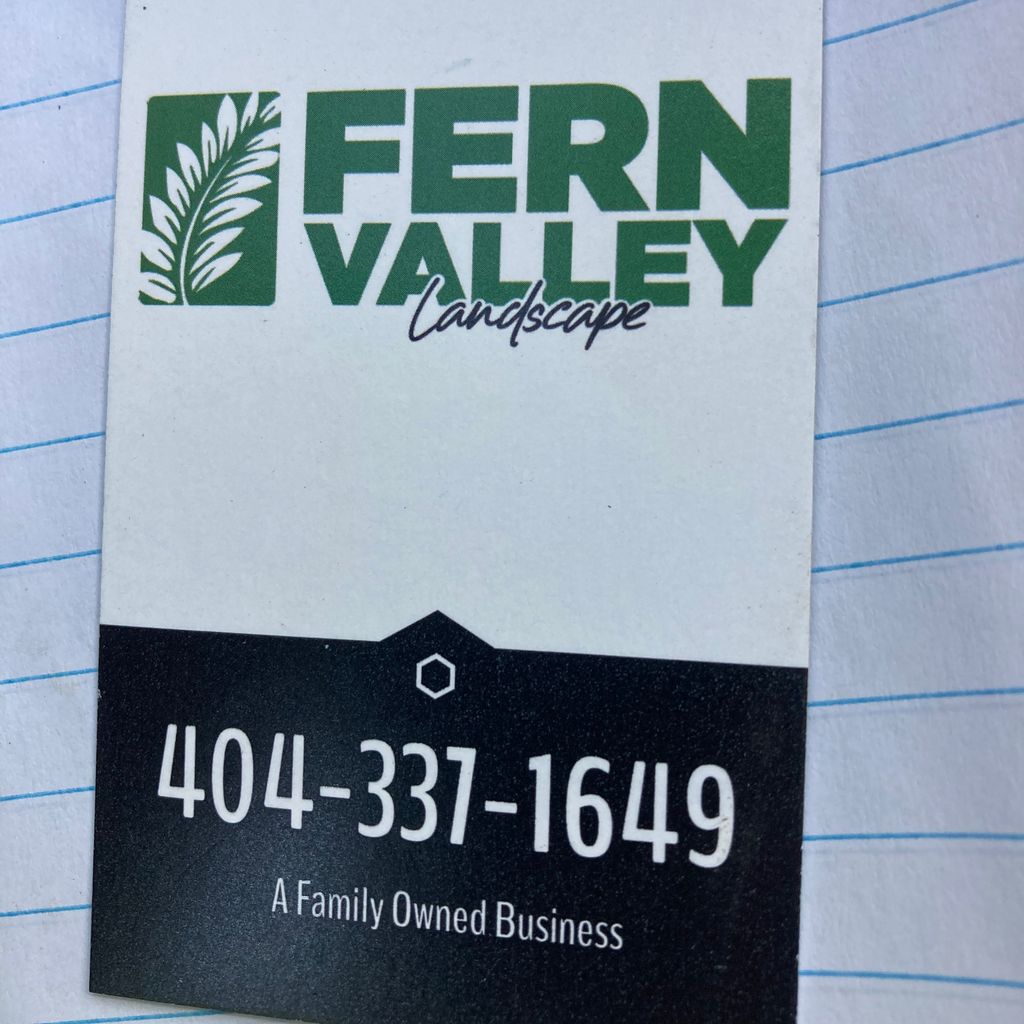 FERN
VALLEY
Landscape
404-337-1649
A Family Owned Business